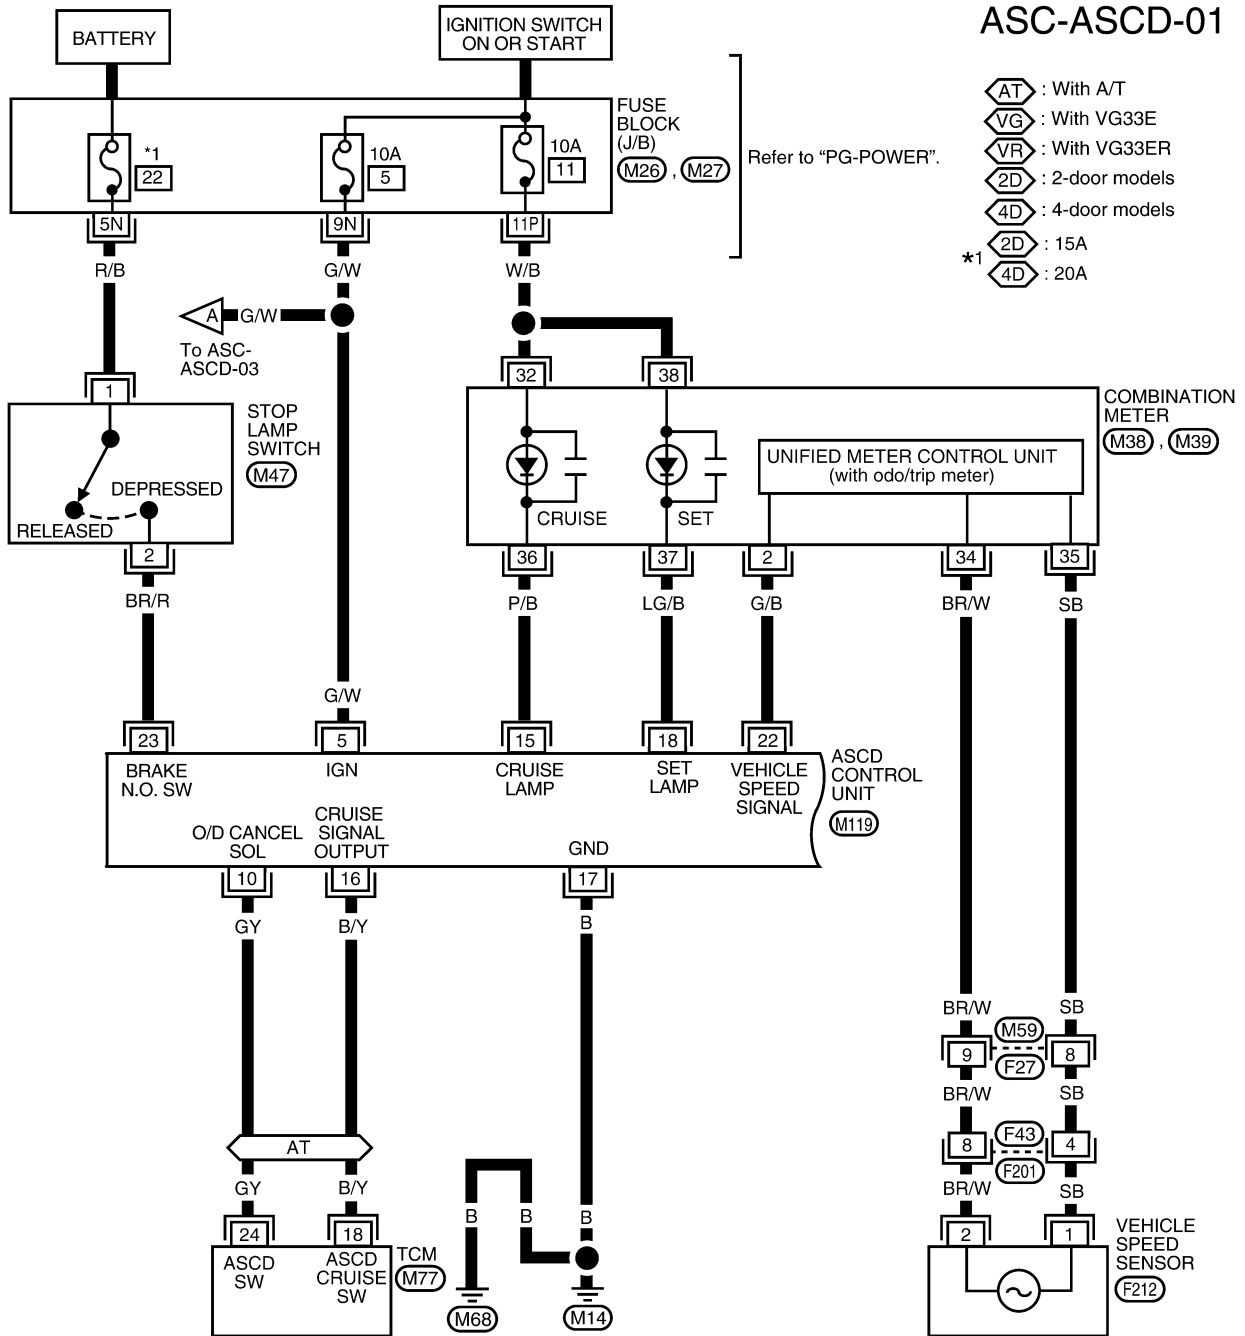 ASC-ASCD-01
BATTERY
IGNITION SWITCH
ON OR START
AT : With A/T
VG : With VG33E
VR : With VG33ER
2D : 2-door models
4D : 4-door models
*1 2D : 15A
4D : 20A
FUSE
BLOCK
(J/B)
M26 , M27
Refer to “PG-POWER”.
*1
22
10A
5
10A
11
5N
9N
11P
R/B
G/W
W/B
A
G/W
To ASC-
ASCD-03
1
32
38
STOP
LAMP
SWITCH
M47
DEPRESSED
RELEASED
COMBINATION
METER
M38 , M39
UNIFIED METER CONTROL UNIT
(with odo/trip meter)
CRUISE
SET
2
36
37
2
34
35
BR/R
P/B
LG/B
G/B
BR/W
SB
G/W
23
5
15
18
22
BRAKE
N.O. SW
IGN
CRUISE
LAMP
SET
LAMP
VEHICLE
SPEED
SIGNAL
ASCD
CONTROL
UNIT
M119
O/D CANCEL
SOL
CRUISE
SIGNAL
OUTPUT
GND
10
16
17
GY
B/Y
B
BR/W
SB
M59
9
8
F27
BR/W
SB
F43
8
4
F201
BR/W
SB
AT
GY
B/Y
B
B
B
24
18
2
1
ASCD
SW
ASCD
CRUISE
SW
TCM
M77
M68
M14
VEHICLE
SPEED
SENSOR
F212